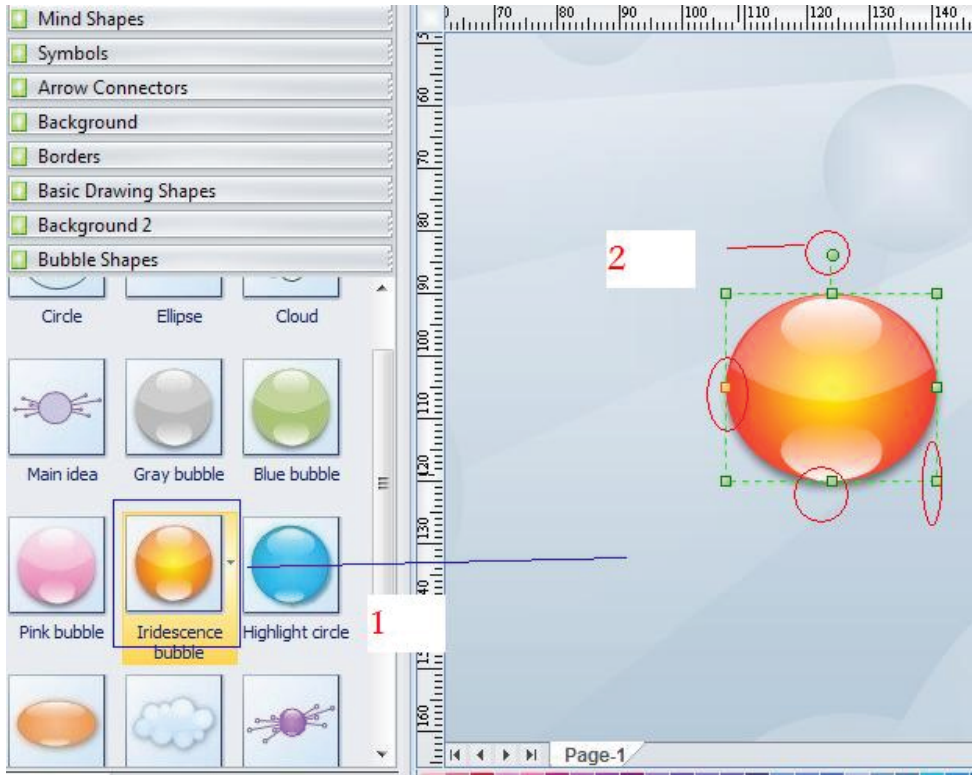 Mind Shapes
Symbols
Arrow Connectors
Background
Borders
Basic Drawing Shapes
Background 2
Bubble Shapes
Circle Ellipse Cloud
Main idea Gray bubble Blue bubble
Pink bubble Iridescence bubble Highlight circle
1
70 80 90 100 110 120 130 140
60
70
80
90
100
110
120
130
160
2
Page-1